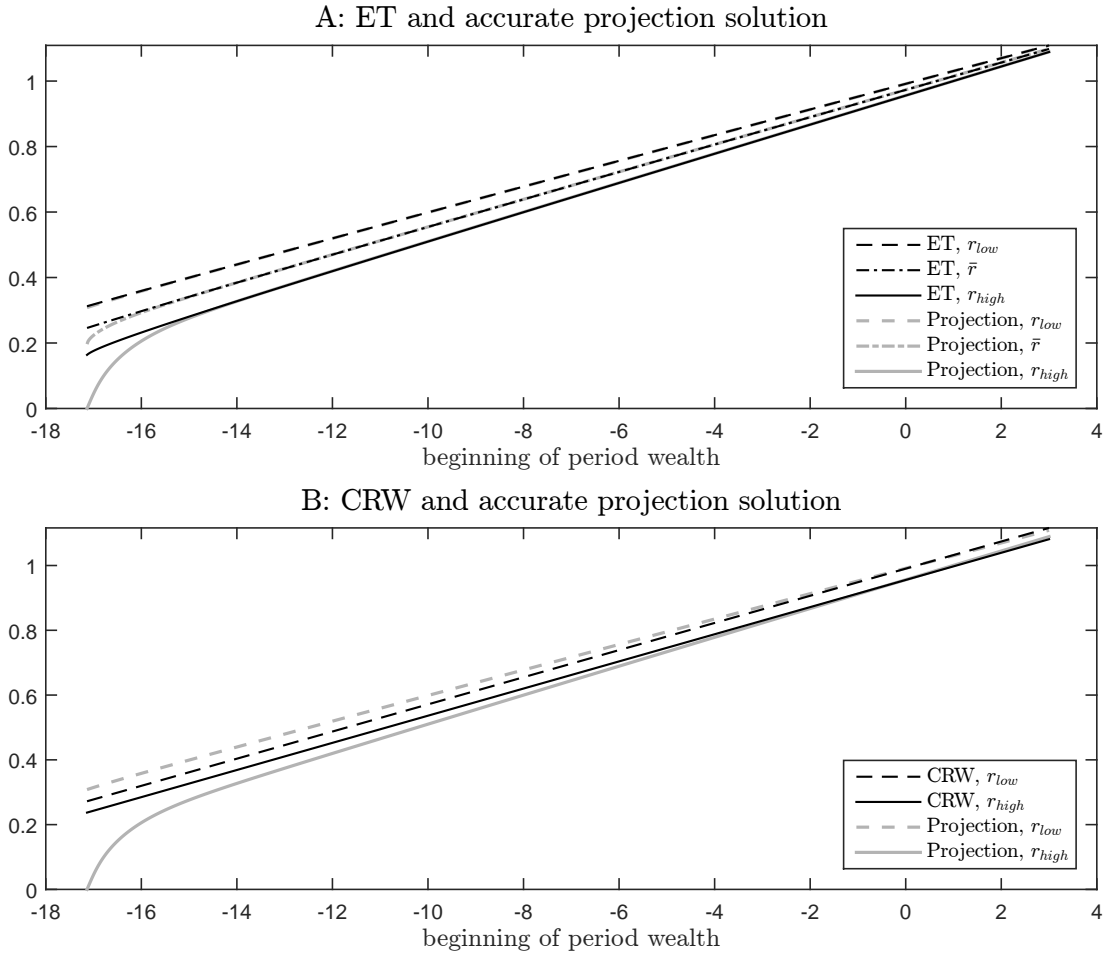 A: ET and accurate projection solution
1
0.8
0.6
0.4
0.2
0
-18 -16 -14 -12 -10 -8 -6 -4 -2 0 2 4
beginning of period wealth
ET, r_low
ET, r̄
ET, r_high
Projection, r_low
Projection, r̄
Projection, r_high
B: CRW and accurate projection solution
1
0.8
0.6
0.4
0.2
0
-18 -16 -14 -12 -10 -8 -6 -4 -2 0 2 4
beginning of period wealth
CRW, r_low
CRW, r_high
Projection, r_low
Projection, r_high